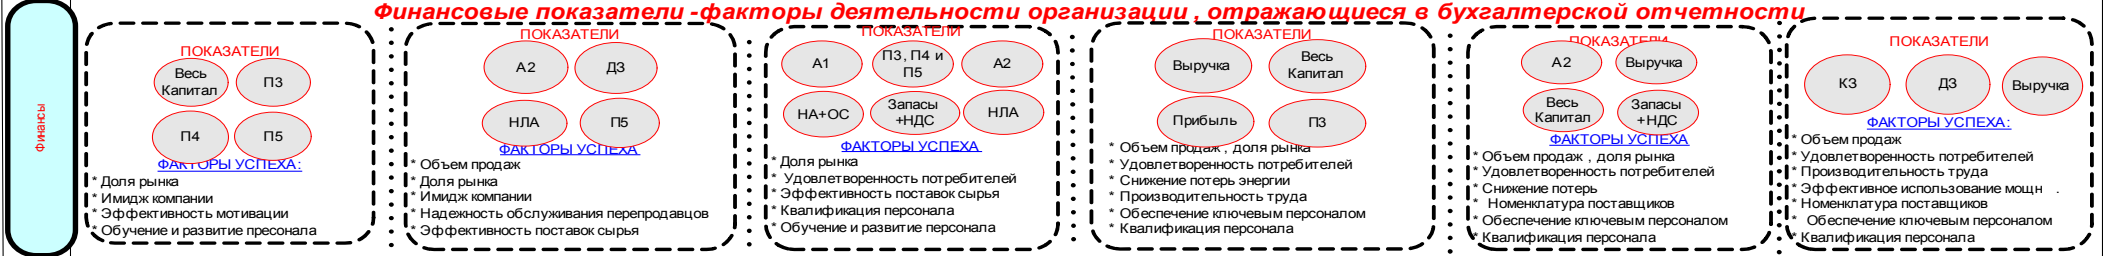 Финансовые показатели -факторы деятельности организации , отражающиеся в бухгалтерской отчетности
Финансы
ПОКАЗАТЕЛИ
Весь
Капитал
П3
П4
П5
ФАКТОРЫ УСПЕХА:
* Доля рынка
* Имидж компании
* Эффективность мотивации
* Обучение и развитие пресонала
ПОКАЗАТЕЛИ
А2
ДЗ
НЛА
П5
ФАКТОРЫ УСПЕХА
* Объем продаж
* Доля рынка
* Имидж компании
* Надежность обслуживания перепродавцов
* Эффективность поставок сырья
ПОКАЗАТЕЛИ
А1
П3, П4 и
П5
А2
НА+ОС
Запасы
+НДС
НЛА
ФАКТОРЫ УСПЕХА
* Доля рынка
* Удовлетворенность потребителей
* Эффективность поставок сырья
* Квалификация персонала
* Обучение и развитие персонала
ПОКАЗАТЕЛИ
Выручка
Весь
Капитал
Прибыль
П3
* Объем продаж , доля рынка
* Удовлетворенность потребителей
* Снижение потерь энергии
* Производительность труда
* Обеспечение ключевым персоналом
* Квалификация персонала
ПОКАЗАТЕЛИ
А2
Выручка
Весь
Капитал
Запасы
+НДС
ФАКТОРЫ УСПЕХА
* Объем продаж , доля рынка
* Удовлетворенность потребителей
* Снижение потерь
* Номенклатура поставщиков
* Обеспечение ключевым персоналом
* Квалификация персонала
ПОКАЗАТЕЛИ
КЗ
ДЗ
Выручка
ФАКТОРЫ УСПЕХА:
* Объем продаж
* Удовлетворенность потребителей
* Производительность труда
* Эффективное использование мощн .
* Номенклатура поставщиков
* Обеспечение ключевым персоналом
* Квалификация персонала